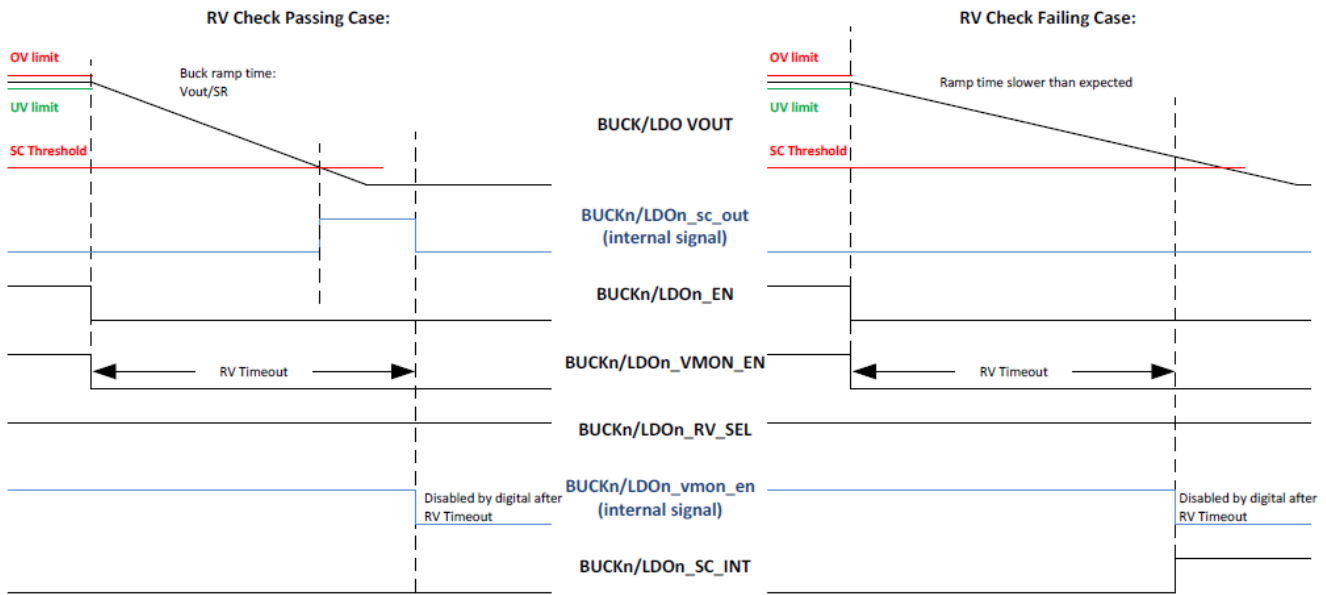 RV Check Passing Case:
RV Check Failing Case:
OV limit
Buck ramp time:
Vout/SR
UV limit
SC Threshold
BUCK/LDO VOUT
OV limit
Ramp time slower than expected
UV limit
SC Threshold
BUCKn/LDOn_sc_out
(internal signal)
BUCKn/LDOn_EN
RV Timeout
BUCKn/LDOn_VMON_EN
RV Timeout
BUCKn/LDOn_RV_SEL
Disabled by digital after
RV Timeout
BUCKn/LDOn_vmon_en
(internal signal)
Disabled by digital after
RV Timeout
BUCKn/LDOn_SC_INT